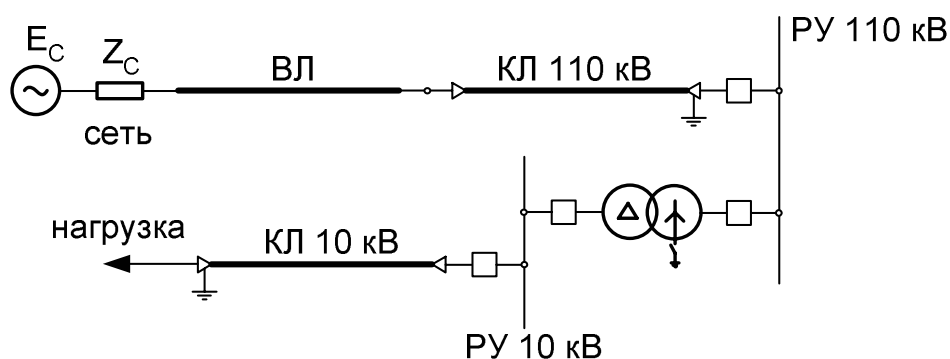 РУ 110 кВ
E_C
Z_C
ВЛ
КЛ 110 кВ
сеть
нагрузка
КЛ 10 кВ
РУ 10 кВ